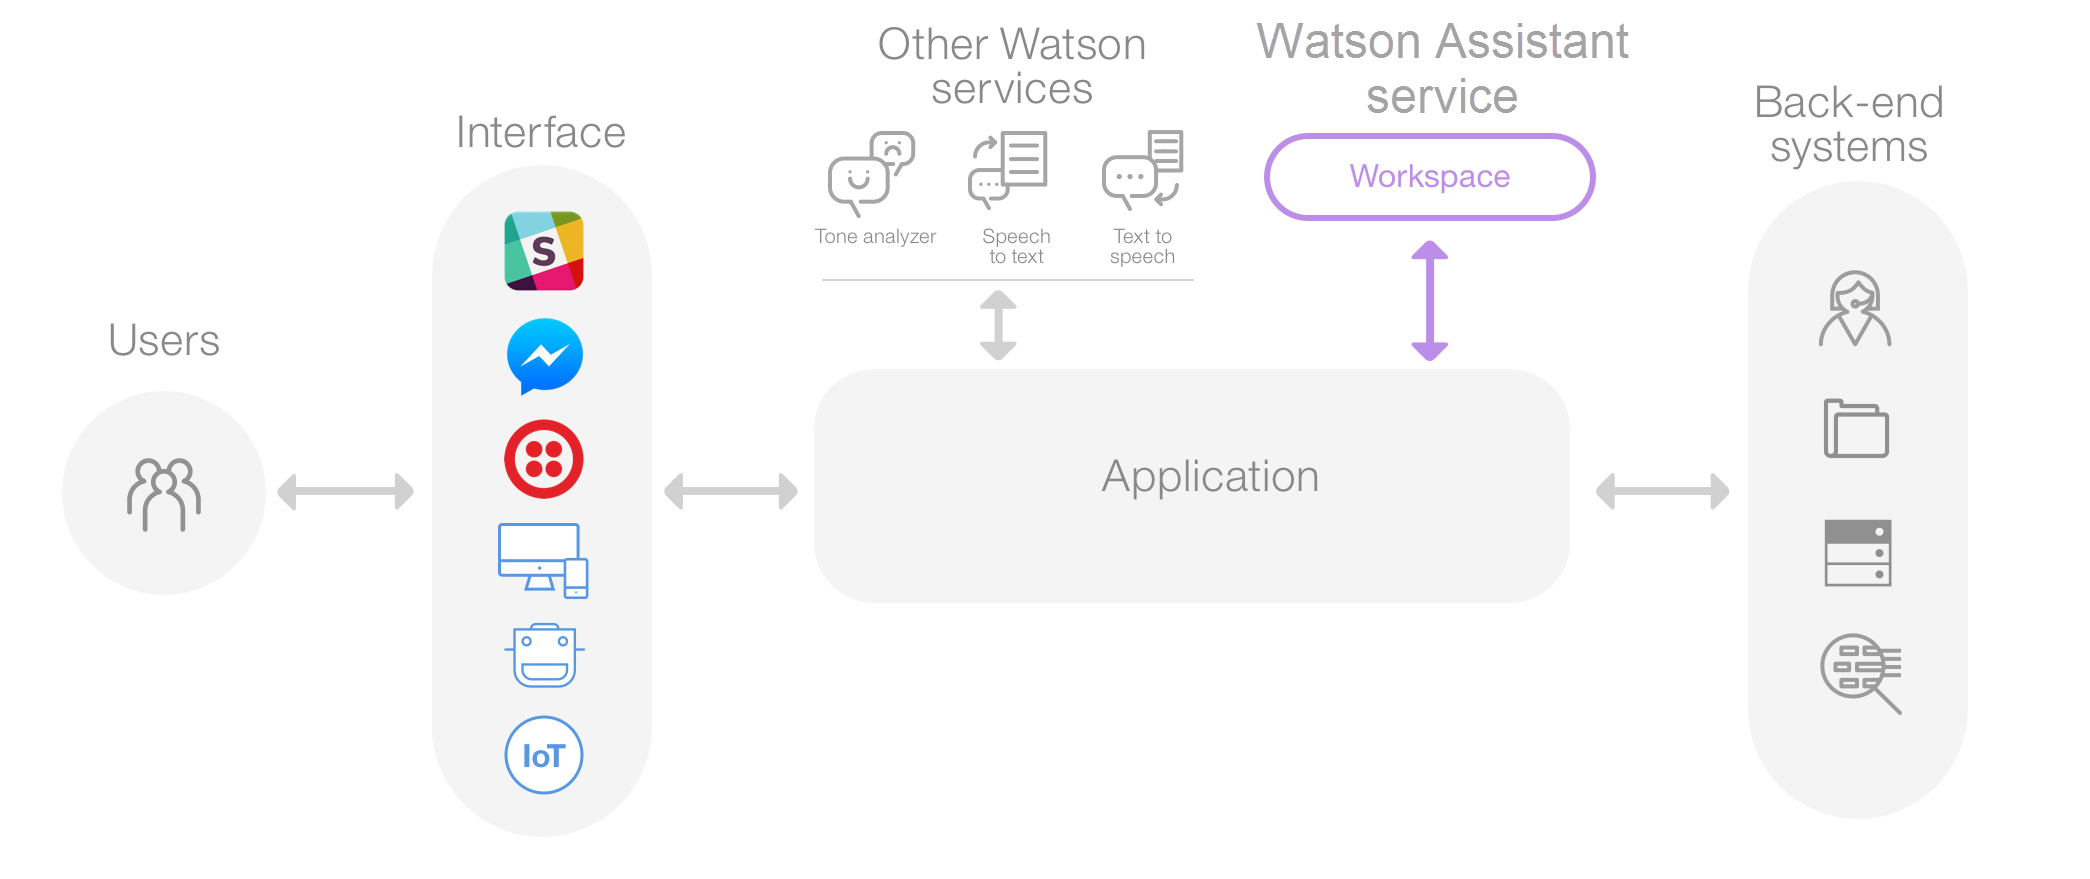 Users
Interface
S
IoT
Other Watson
services
Tone analyzer
Speech
to text
Text to
speech
Watson Assistant
service
Workspace
Application
Back-end
systems